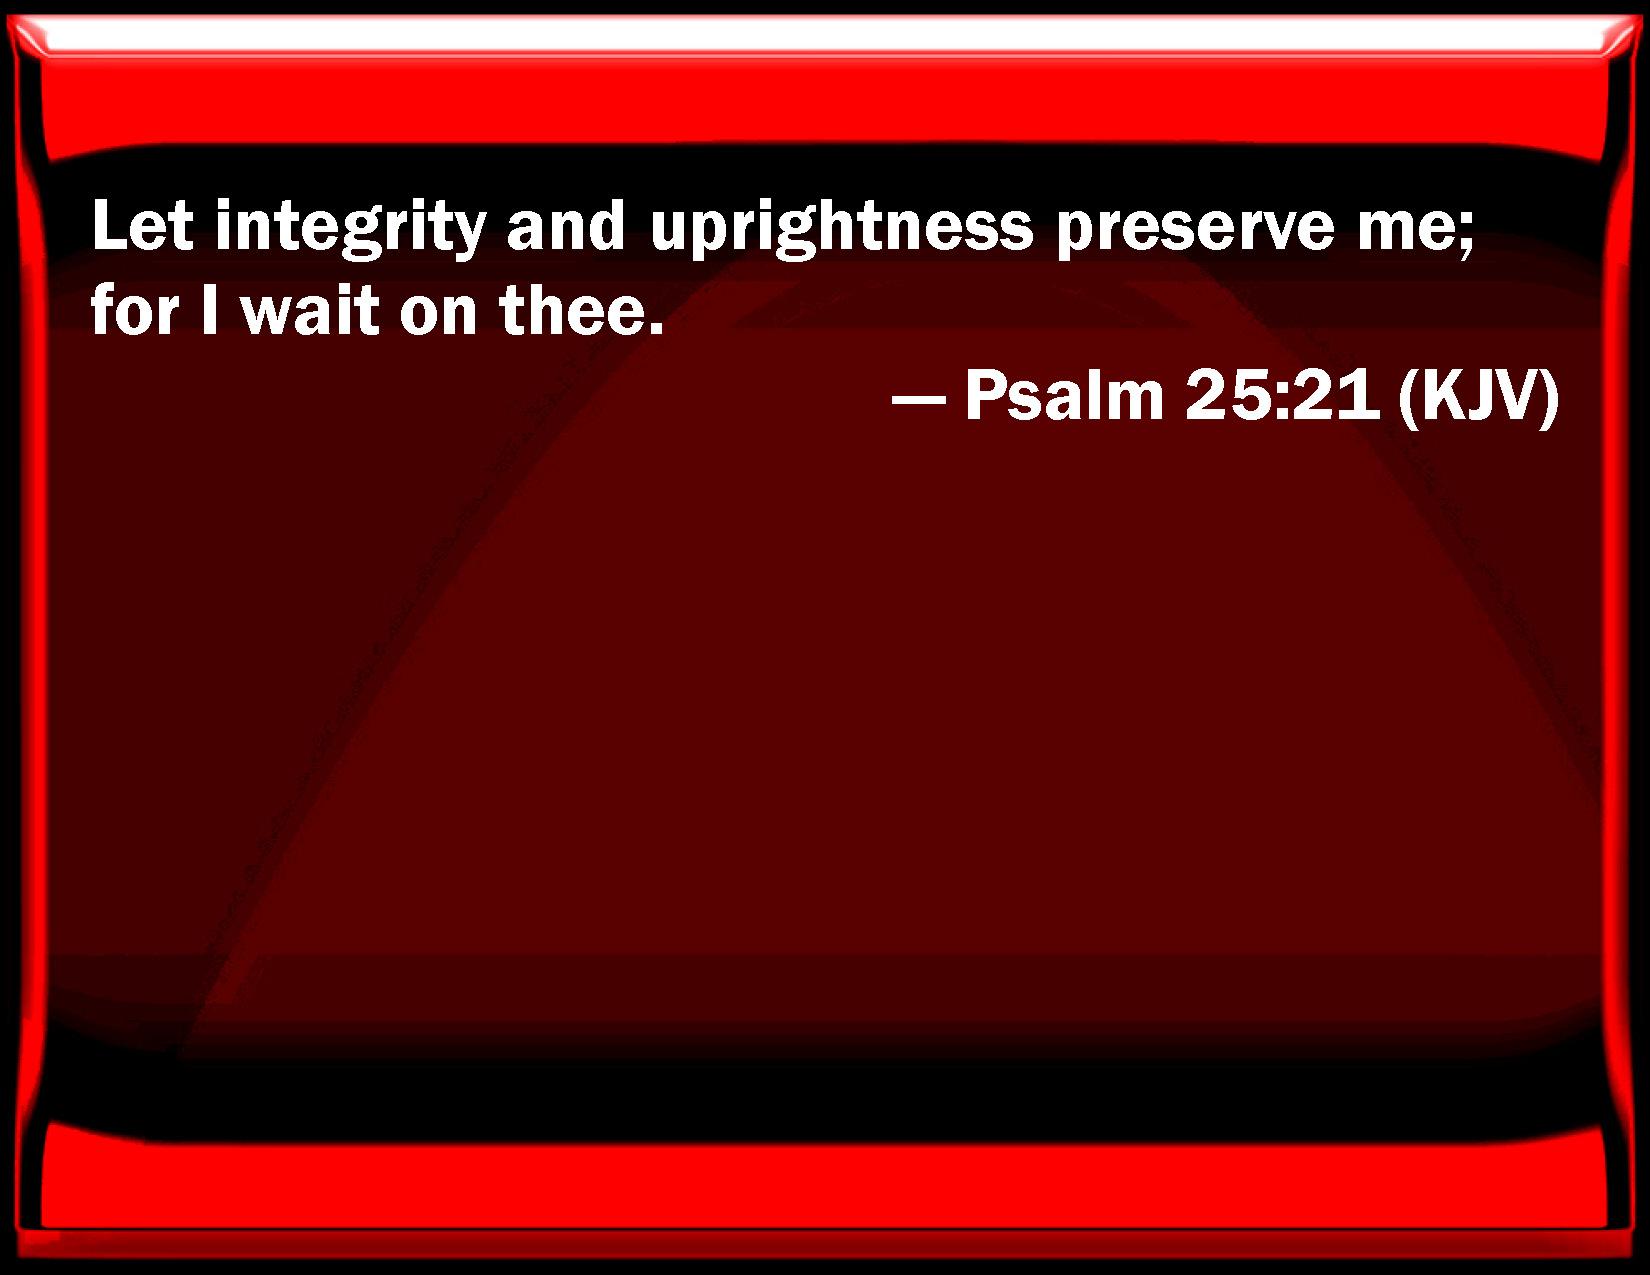 Let integrity and uprightness preserve me;
for I wait on thee.
— Psalm 25:21 (KJV)